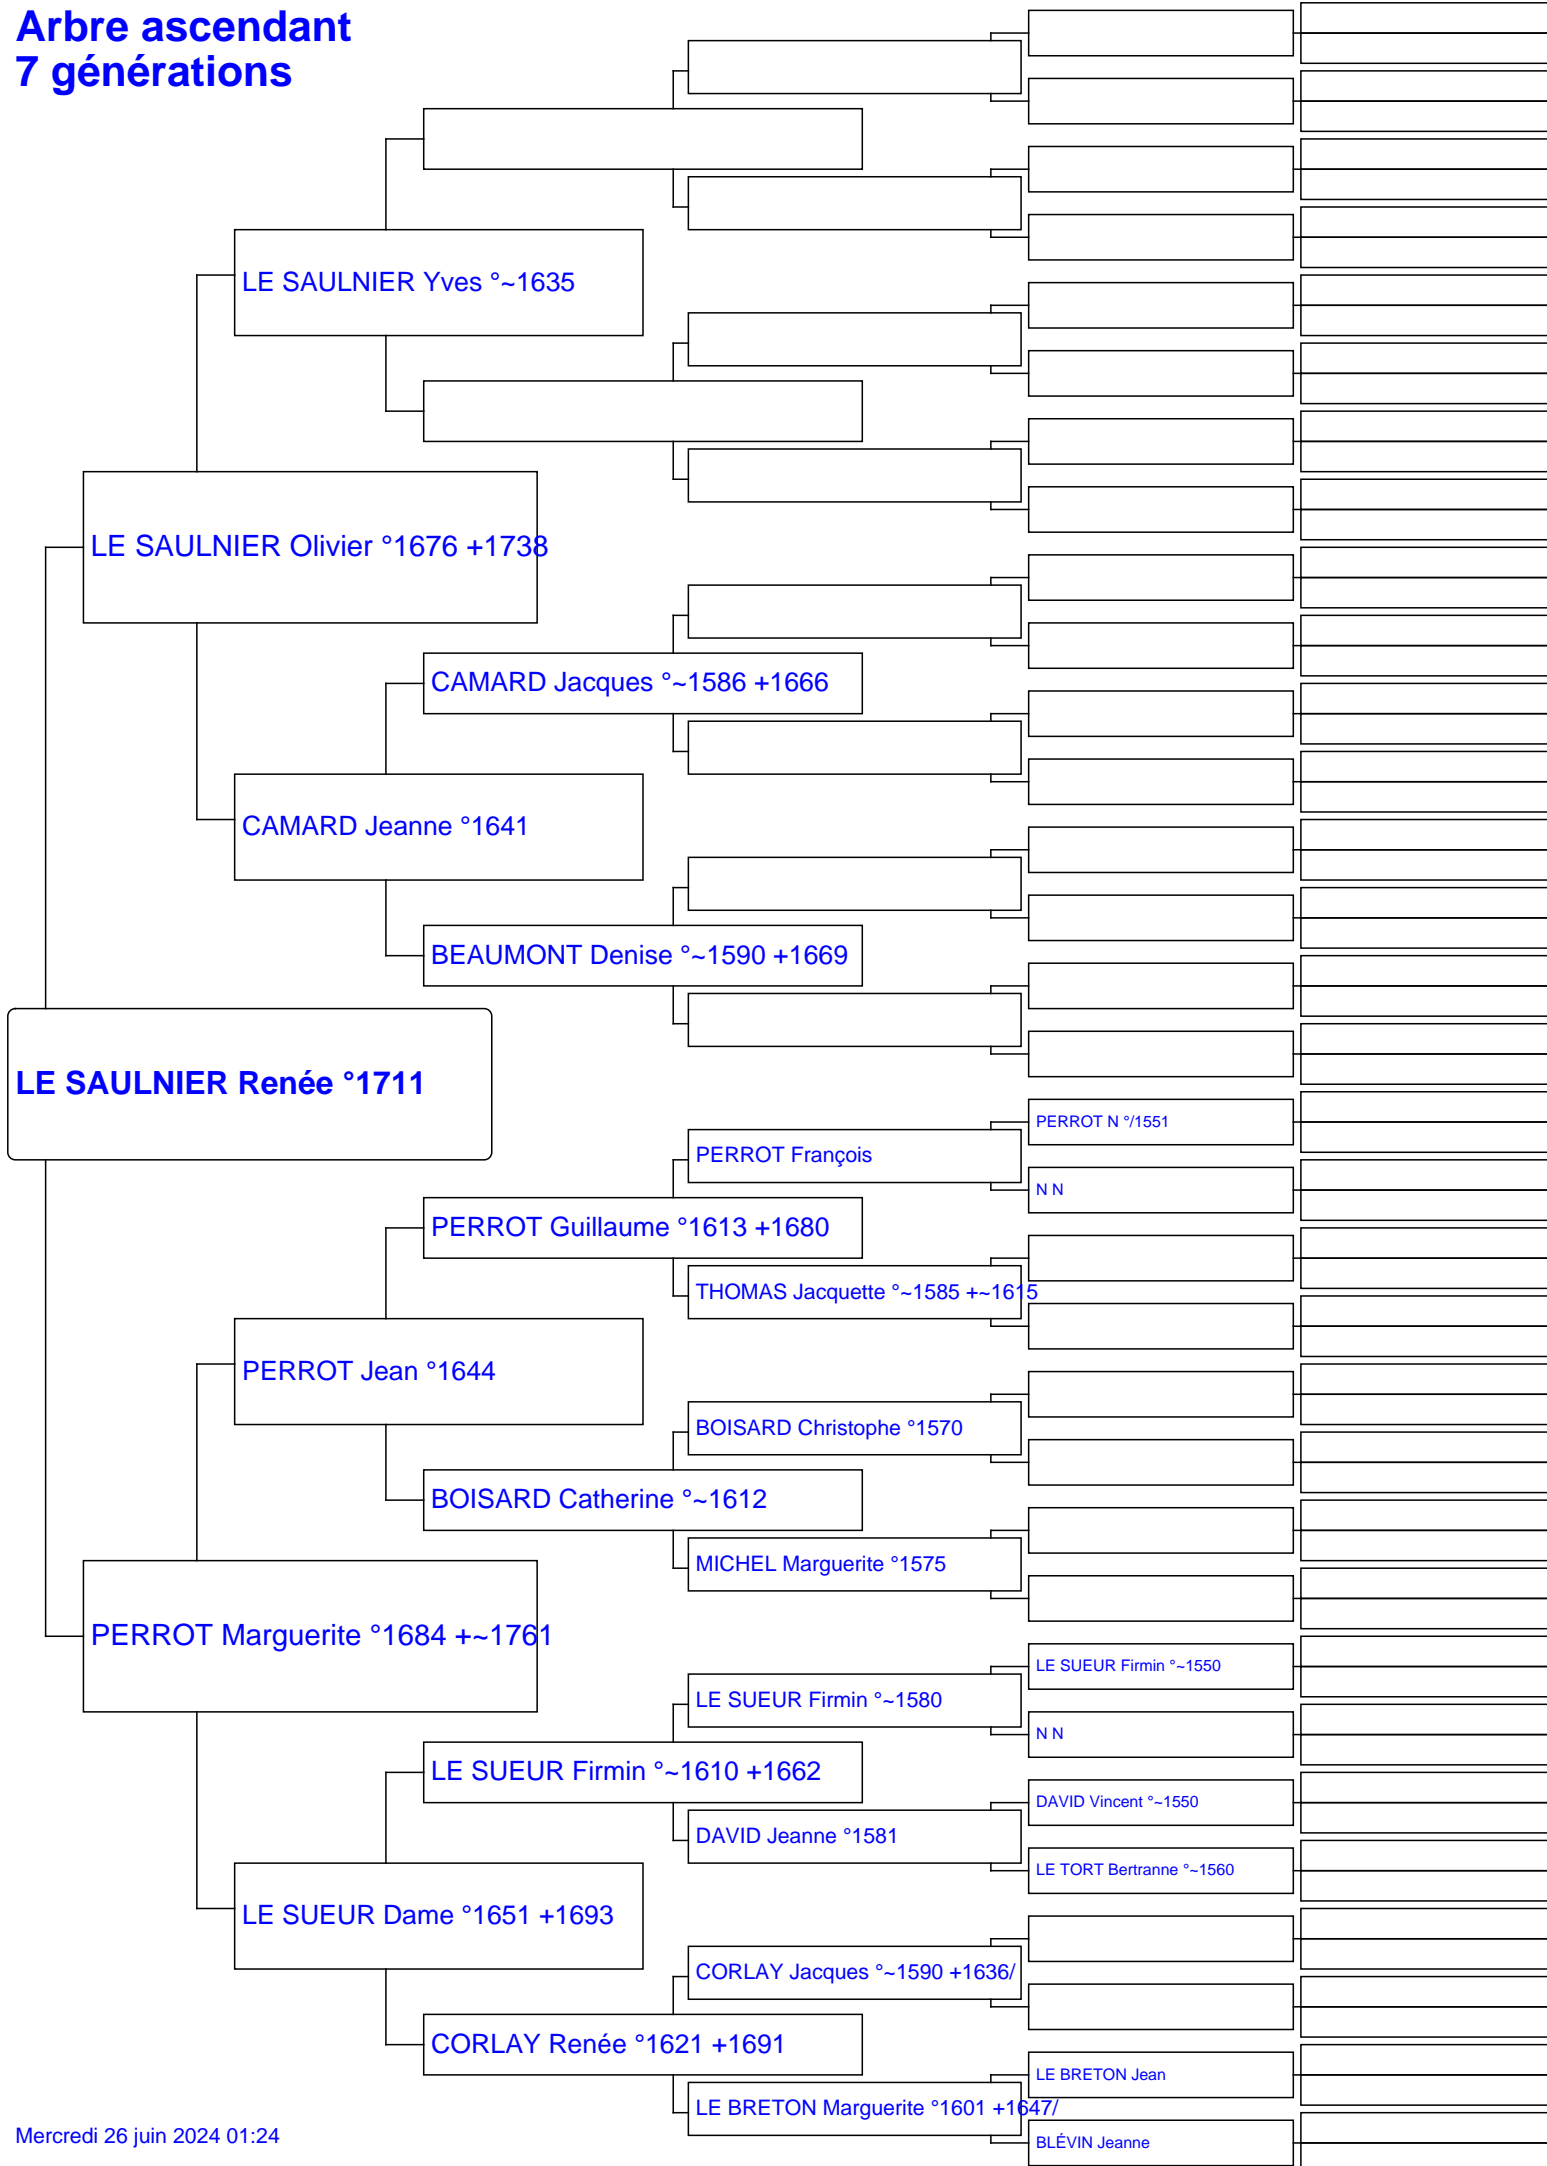 Arbre ascendant
7 générations
LE SAULNIER Yves °~1635
LE SAULNIER Olivier °1676 +1738
CAMARD Jacques °~1586 +1666
CAMARD Jeanne °1641
BEAUMONT Denise °~1590 +1669
LE SAULNIER Renée °1711
PERROT N °/1551
PERROT François
N N
PERROT Guillaume °1613 +1680
THOMAS Jacquette °~1585 +~1615
PERROT Jean °1644
BOISARD Christophe °1570
BOISARD Catherine °~1612
MICHEL Marguerite °1575
PERROT Marguerite °1684 +~1761
LE SUEUR Firmin °~1550
LE SUEUR Firmin °~1580
N N
LE SUEUR Firmin °~1610 +1662
DAVID Vincent °~1550
DAVID Jeanne °1581
LE TORT Bertranne °~1560
LE SUEUR Dame °1651 +1693
CORLAY Jacques °~1590 +1636/
CORLAY Renée °1621 +1691
LE BRETON Jean
LE BRETON Marguerite °1601 +1647/
BLÉVIN Jeanne
Mercredi 26 juin 2024 01:24